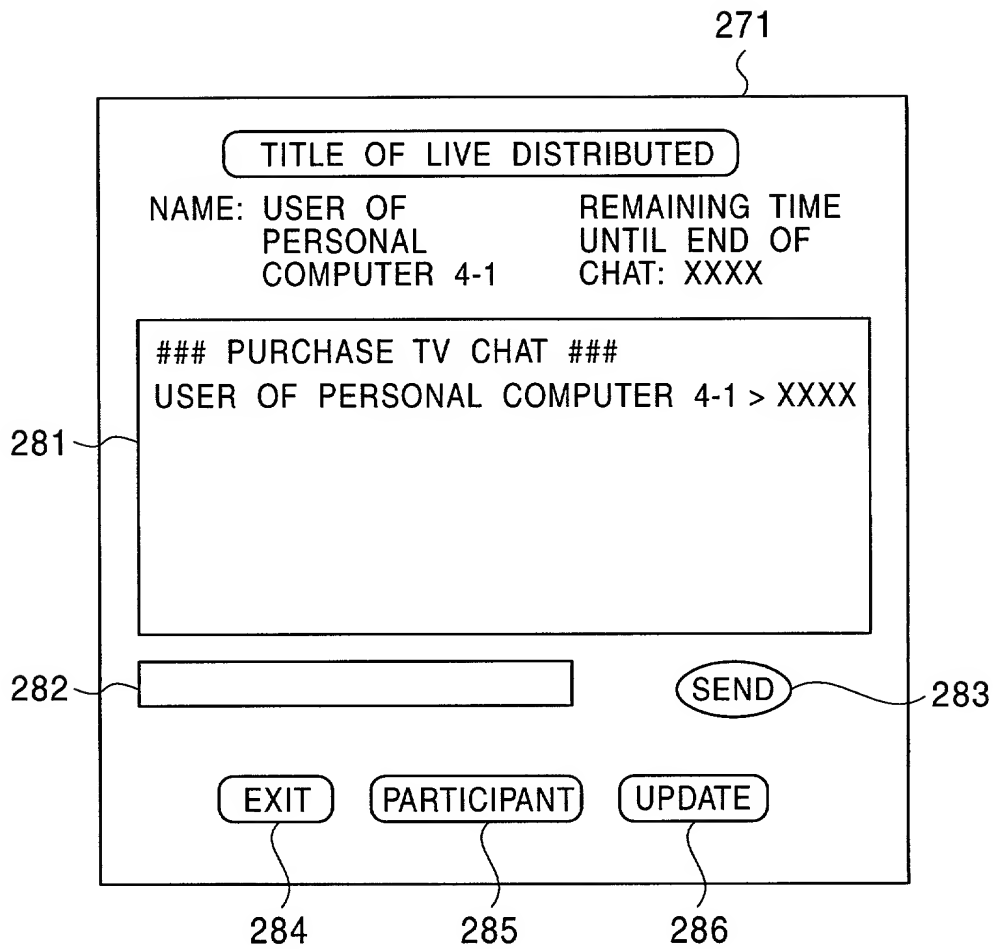 271
TITLE OF LIVE DISTRIBUTED
NAME: USER OF
PERSONAL
COMPUTER 4-1
REMAINING TIME
UNTIL END OF
CHAT: XXXX
### PURCHASE TV CHAT ###
USER OF PERSONAL COMPUTER 4-1 > XXXX
281
282
SEND
283
EXIT
PARTICIPANT
UPDATE
284
285
286